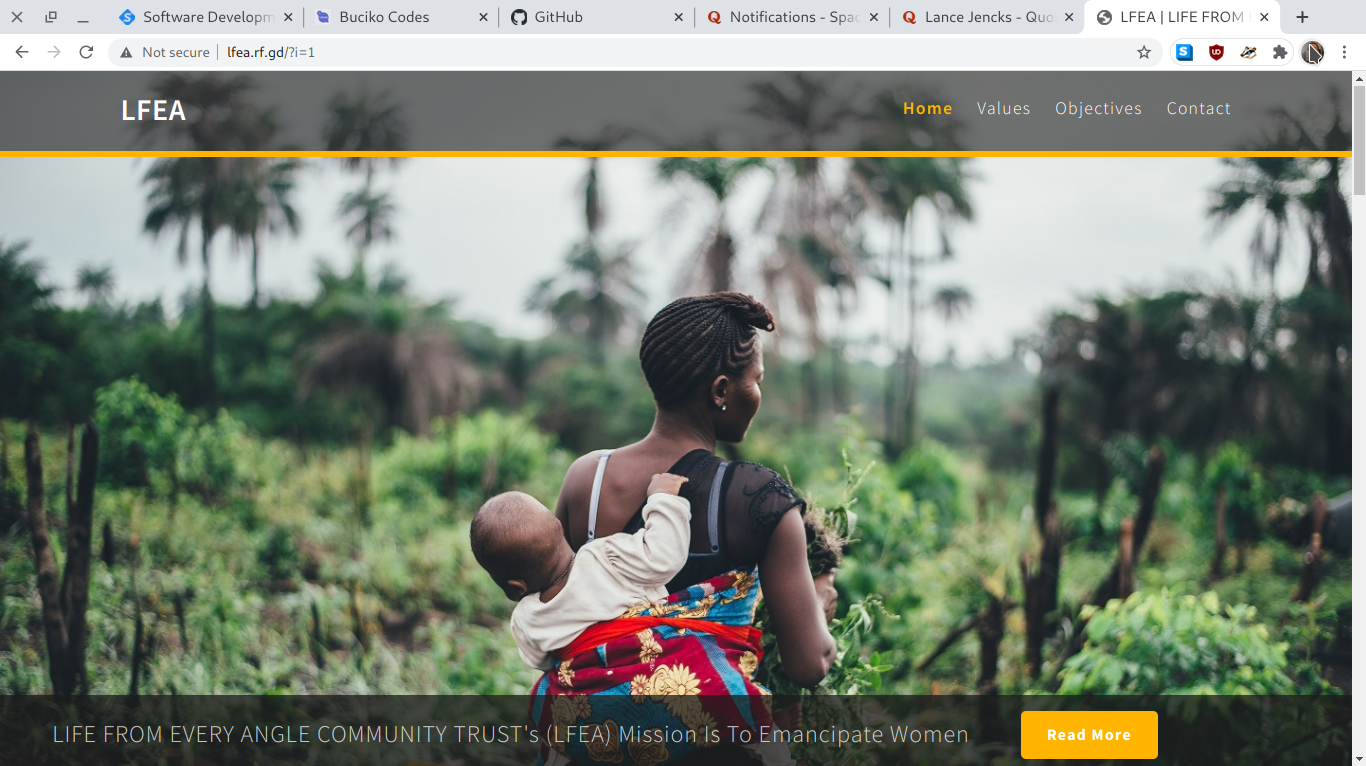 Software Developm
Buciko Codes
GitHub
Notifications - Spac
Lance Jencks - Quo
LFEA | LIFE FROM
Not secure
lfea.rf.gd/?i=1
LFEA
Home
Values
Objectives
Contact
LIFE FROM EVERY ANGLE COMMUNITY TRUST's (LFEA) Mission Is To Emancipate Women
Read More